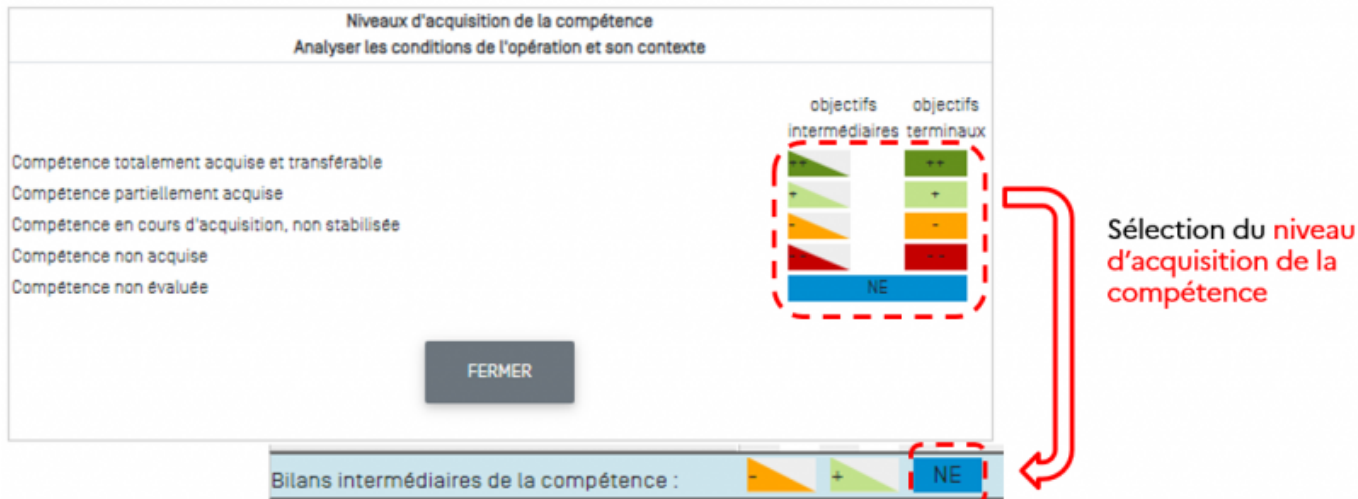 Niveaux d'acquisition de la compétence
Analyser les conditions de l'opération et son contexte
objectifs objectifs
intermédiaires terminaux
Compétence totalement acquise et transférable ++ ++
Compétence partiellement acquise + +
Compétence en cours d'acquisition, non stabilisée - -
Compétence non acquise -- --
Compétence non évaluée NE
FERMER
Sélection du niveau
d'acquisition de la
compétence
Bilans intermédiaires de la compétence : - + NE